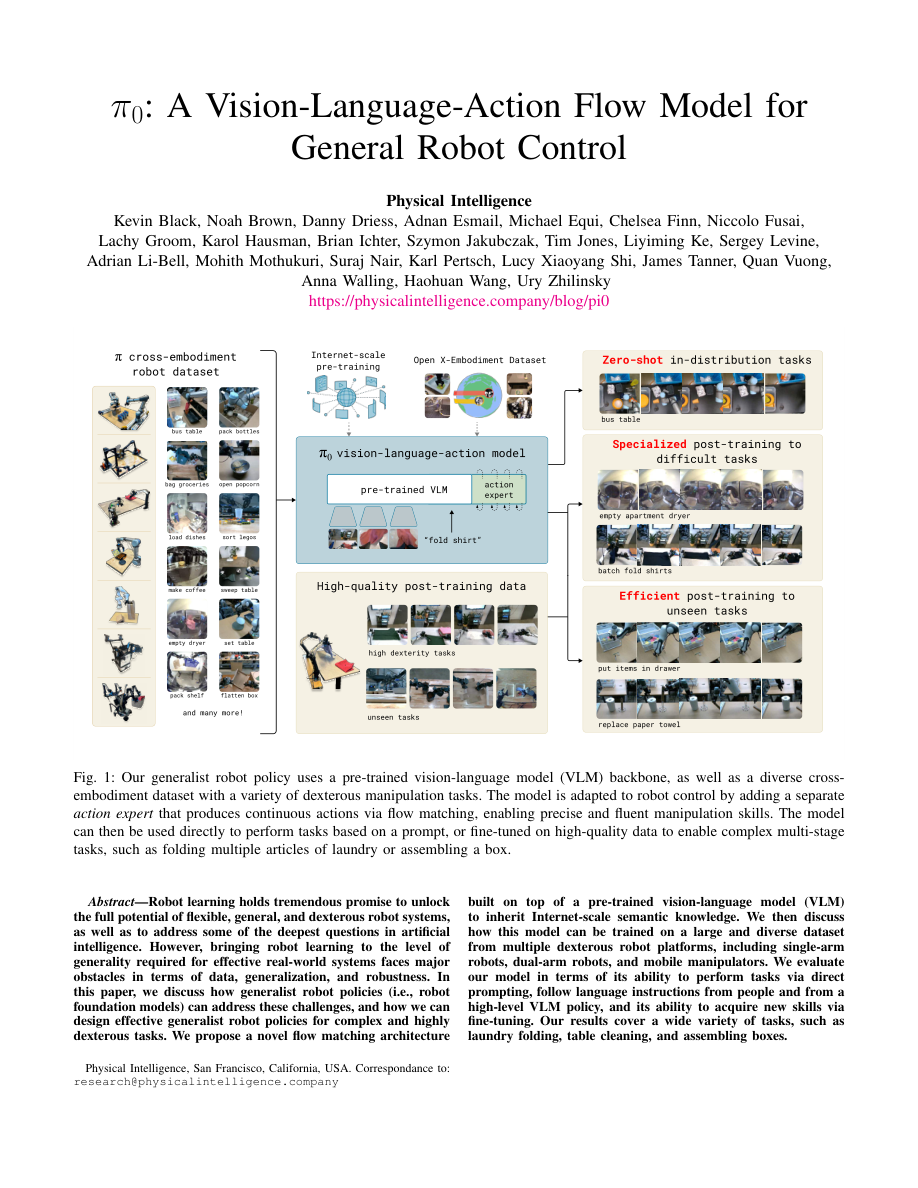 π0: A Vision-Language-Action Flow Model for
General Robot Control
Physical Intelligence
Kevin Black, Noah Brown, Danny Driess, Adnan Esmail, Michael Equi, Chelsea Finn, Niccolo Fusai,
Lachy Groom, Karol Hausman, Brian Ichter, Szymon Jakubczak, Tim Jones, Liyiming Ke, Sergey Levine,
Adrian Li-Bell, Mohith Mothukuri, Suraj Nair, Karl Pertsch, Lucy Xiaoyang Shi, James Tanner, Quan Vuong,
Anna Walling, Haohuan Wang, Ury Zhilinsky
https://physicalintelligence.company/blog/pi0
π cross-embodiment
robot dataset
bus table
pack bottles
bag groceries
open popcorn
load dishes
sort legos
make coffee
sweep table
empty dryer
set table
pack shelf
flatten box
and many more!
Internet-scale
pre-training
Open X-Embodiment Dataset
π0 vision-language-action model
pre-trained VLM
action
expert
"fold shirt"
High-quality post-training data
high dexterity tasks
unseen tasks
Zero-shot in-distribution tasks
bus table
Specialized post-training to
difficult tasks
empty apartment dryer
batch fold shirts
Efficient post-training to
unseen tasks
put items in drawer
replace paper towel
Fig. 1: Our generalist robot policy uses a pre-trained vision-language model (VLM) backbone, as well as a diverse cross-
embodiment dataset with a variety of dexterous manipulation tasks. The model is adapted to robot control by adding a separate
action expert that produces continuous actions via flow matching, enabling precise and fluent manipulation skills. The model
can then be used directly to perform tasks based on a prompt, or fine-tuned on high-quality data to enable complex multi-stage
tasks, such as folding multiple articles of laundry or assembling a box.
Abstract—Robot learning holds tremendous promise to unlock
the full potential of flexible, general, and dexterous robot systems,
as well as to address some of the deepest questions in artificial
intelligence. However, bringing robot learning to the level of
generality required for effective real-world systems faces major
obstacles in terms of data, generalization, and robustness. In
this paper, we discuss how generalist robot policies (i.e., robot
foundation models) can address these challenges, and how we can
design effective generalist robot policies for complex and highly
dexterous tasks. We propose a novel flow matching architecture
built on top of a pre-trained vision-language model (VLM)
to inherit Internet-scale semantic knowledge. We then discuss
how this model can be trained on a large and diverse dataset
from multiple dexterous robot platforms, including single-arm
robots, dual-arm robots, and mobile manipulators. We evaluate
our model in terms of its ability to perform tasks via direct
prompting, follow language instructions from people and from a
high-level VLM policy, and its ability to acquire new skills via
fine-tuning. Our results cover a wide variety of tasks, such as
laundry folding, table cleaning, and assembling boxes.
Physical Intelligence, San Francisco, California, USA. Correspondance to:
research@physicalintelligence.company